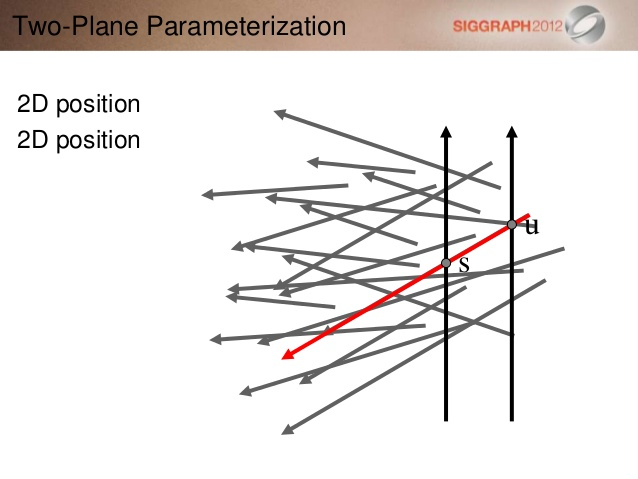 Two-Plane Parameterization
SIGGRAPH2012
2D position
2D position
u
s